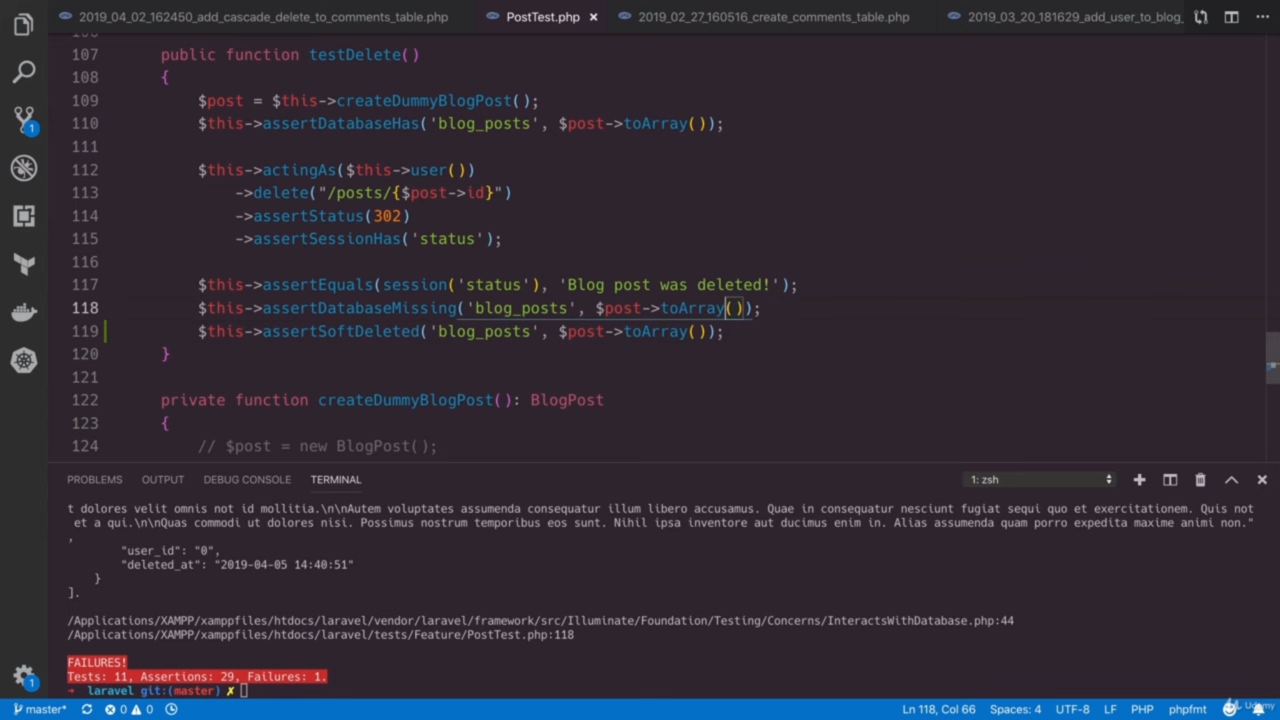 2019_04_02_162450_add_cascade_delete_to_comments_table.php PostTest.php × 2019_02_27_160516_create_comments_table.php 2019_03_20_181629_add_user_to_blog_
107 public function testDelete()
108 {
109 $post = $this->createDummyBlogPost();
110 $this->assertDatabaseHas('blog_posts', $post->toArray());
111
112 $this->actingAs($this->user())
113 ->delete("/posts/{$post->id}")
114 ->assertStatus(302)
115 ->assertSessionHas('status');
116
117 $this->assertEquals(session('status'), 'Blog post was deleted!');
118 $this->assertDatabaseMissing('blog_posts', $post->toArray());
119 $this->assertSoftDeleted('blog_posts', $post->toArray());
120 }
121
122 private function createDummyBlogPost(): BlogPost
123 {
124 // $post = new BlogPost();
PROBLEMS OUTPUT DEBUG CONSOLE TERMINAL 1: zsh
t dolores velit omnis not id mollitia.\n\nAutem voluptates assumenda consequatur illum libero accusamus. Quae in consequatur nesciunt fugiat sequi quo et exercitationem. Quis not
et a qui.\n\nQuas commodi ut dolores nisi. Possimus nostrum temporibus eos sunt. Nihil ipsa inventore aut ducimus enim in. Alias assumenda quam porro expedita maxime animi non."
,
"user_id": "0",
"deleted_at": "2019-04-05 14:40:51"
}
].
/Applications/XAMPP/xamppfiles/htdocs/laravel/vendor/laravel/framework/src/Illuminate/Foundation/Testing/Concerns/InteractsWithDatabase.php:44
/Applications/XAMPP/xamppfiles/htdocs/laravel/tests/Feature/PostTest.php:118
FAILURES!
Tests: 11, Assertions: 29, Failures: 1.
→ laravel git:(master) ✗
1
1
master* 0 0 Ln 118, Col 66 Spaces: 4 UTF-8 LF PHP phpfmt Udemy